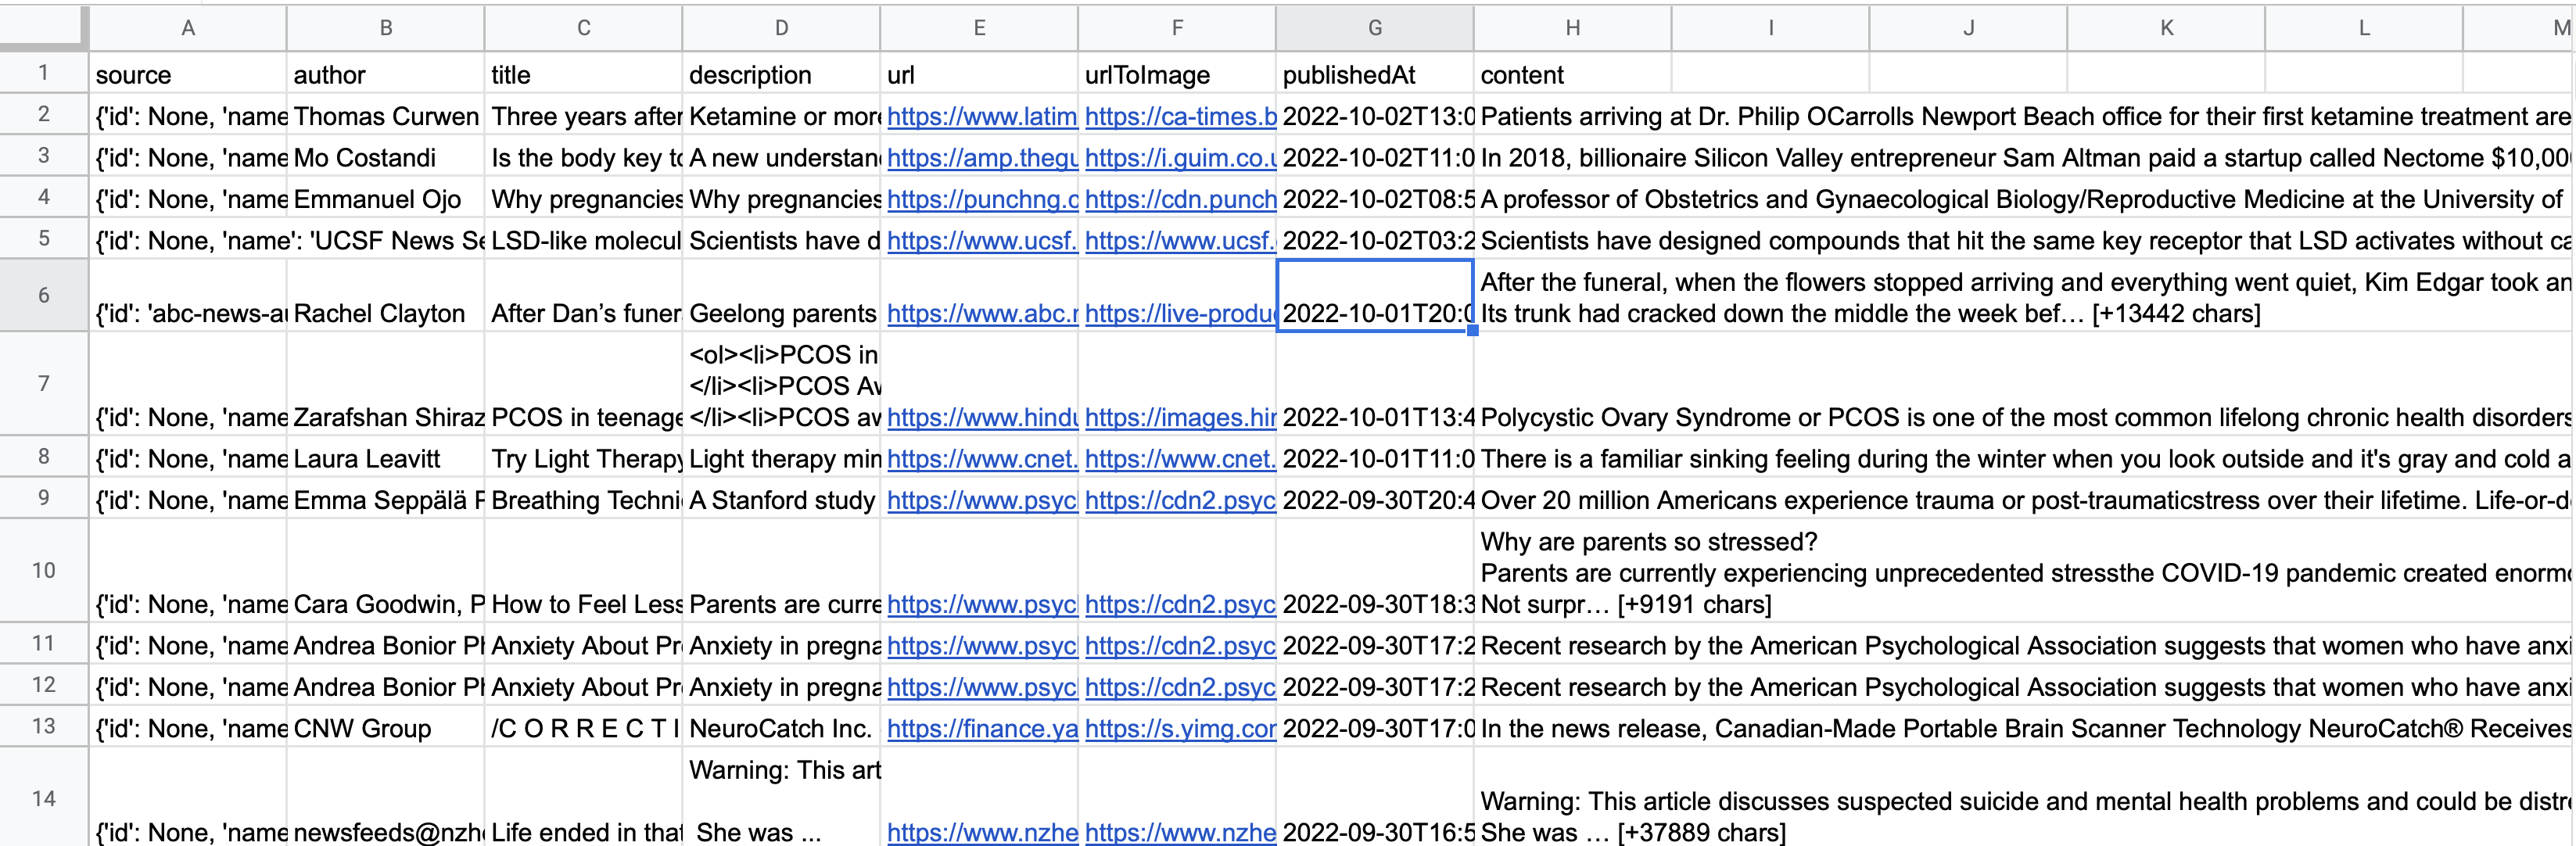 A B C D E F G H I J K L M
1 source author title description url urlToImage publishedAt content
2 {'id': None, 'name Thomas Curwen Three years after Ketamine or more https://www.latim https://ca-times.b 2022-10-02T13:0 Patients arriving at Dr. Philip OCarrolls Newport Beach office for their first ketamine treatment are
3 {'id': None, 'name Mo Costandi Is the body key to A new understan https://amp.thegu https://i.guim.co.u 2022-10-02T11:0 In 2018, billionaire Silicon Valley entrepreneur Sam Altman paid a startup called Nectome $10,00
4 {'id': None, 'name Emmanuel Ojo Why pregnancies Why pregnancies https://punchng.c https://cdn.punch 2022-10-02T08:5 A professor of Obstetrics and Gynaecological Biology/Reproductive Medicine at the University of
5 {'id': None, 'name': 'UCSF News Se LSD-like molecul Scientists have d https://www.ucsf. https://www.ucsf. 2022-10-02T03:2 Scientists have designed compounds that hit the same key receptor that LSD activates without ca
After the funeral, when the flowers stopped arriving and everything went quiet, Kim Edgar took an
6 {'id': 'abc-news-au Rachel Clayton After Dan's funer Geelong parents https://www.abc.n https://live-produc 2022-10-01T20:0 Its trunk had cracked down the middle the week bef… [+13442 chars]
<ol><li>PCOS in
</li><li>PCOS Aw
7 {'id': None, 'name Zarafshan Shiraz PCOS in teenage </li><li>PCOS aw https://www.hindu https://images.hin 2022-10-01T13:4 Polycystic Ovary Syndrome or PCOS is one of the most common lifelong chronic health disorders
8 {'id': None, 'name Laura Leavitt Try Light Therapy Light therapy min https://www.cnet. https://www.cnet. 2022-10-01T11:0 There is a familiar sinking feeling during the winter when you look outside and it's gray and cold a
9 {'id': None, 'name Emma Seppälä P Breathing Techni A Stanford study https://www.psyc https://cdn2.psyc 2022-09-30T20:4 Over 20 million Americans experience trauma or post-traumaticstress over their lifetime. Life-or-d
Why are parents so stressed?
Parents are currently experiencing unprecedented stressthe COVID-19 pandemic created enormo
10 {'id': None, 'name Cara Goodwin, P How to Feel Less Parents are curre https://www.psyc https://cdn2.psyc 2022-09-30T18:3 Not surpr… [+9191 chars]
11 {'id': None, 'name Andrea Bonior Ph Anxiety About Pr Anxiety in pregna https://www.psyc https://cdn2.psyc 2022-09-30T17:2 Recent research by the American Psychological Association suggests that women who have anxi
12 {'id': None, 'name Andrea Bonior Ph Anxiety About Pr Anxiety in pregna https://www.psyc https://cdn2.psyc 2022-09-30T17:2 Recent research by the American Psychological Association suggests that women who have anxi
13 {'id': None, 'name CNW Group /C O R R E C T I NeuroCatch Inc. https://finance.ya https://s.yimg.com 2022-09-30T17:0 In the news release, Canadian-Made Portable Brain Scanner Technology NeuroCatch® Receives
Warning: This art
Warning: This article discusses suspected suicide and mental health problems and could be distre
14 {'id': None, 'name newsfeeds@nzhe Life ended in that She was ... https://www.nzhe https://www.nzhe 2022-09-30T16:5 She was … [+37889 chars]